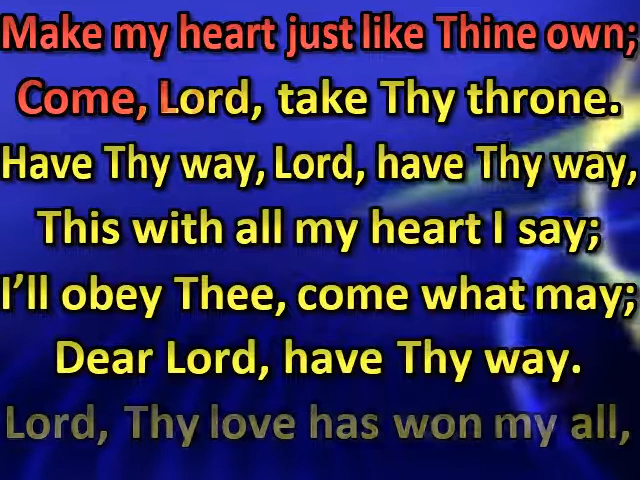 Make my heart just like Thine own;
Come, Lord, take Thy throne.
Have Thy way, Lord, have Thy way,
This with all my heart I say;
I'll obey Thee, come what may;
Dear Lord, have Thy way.
Lord, Thy love has won my all,